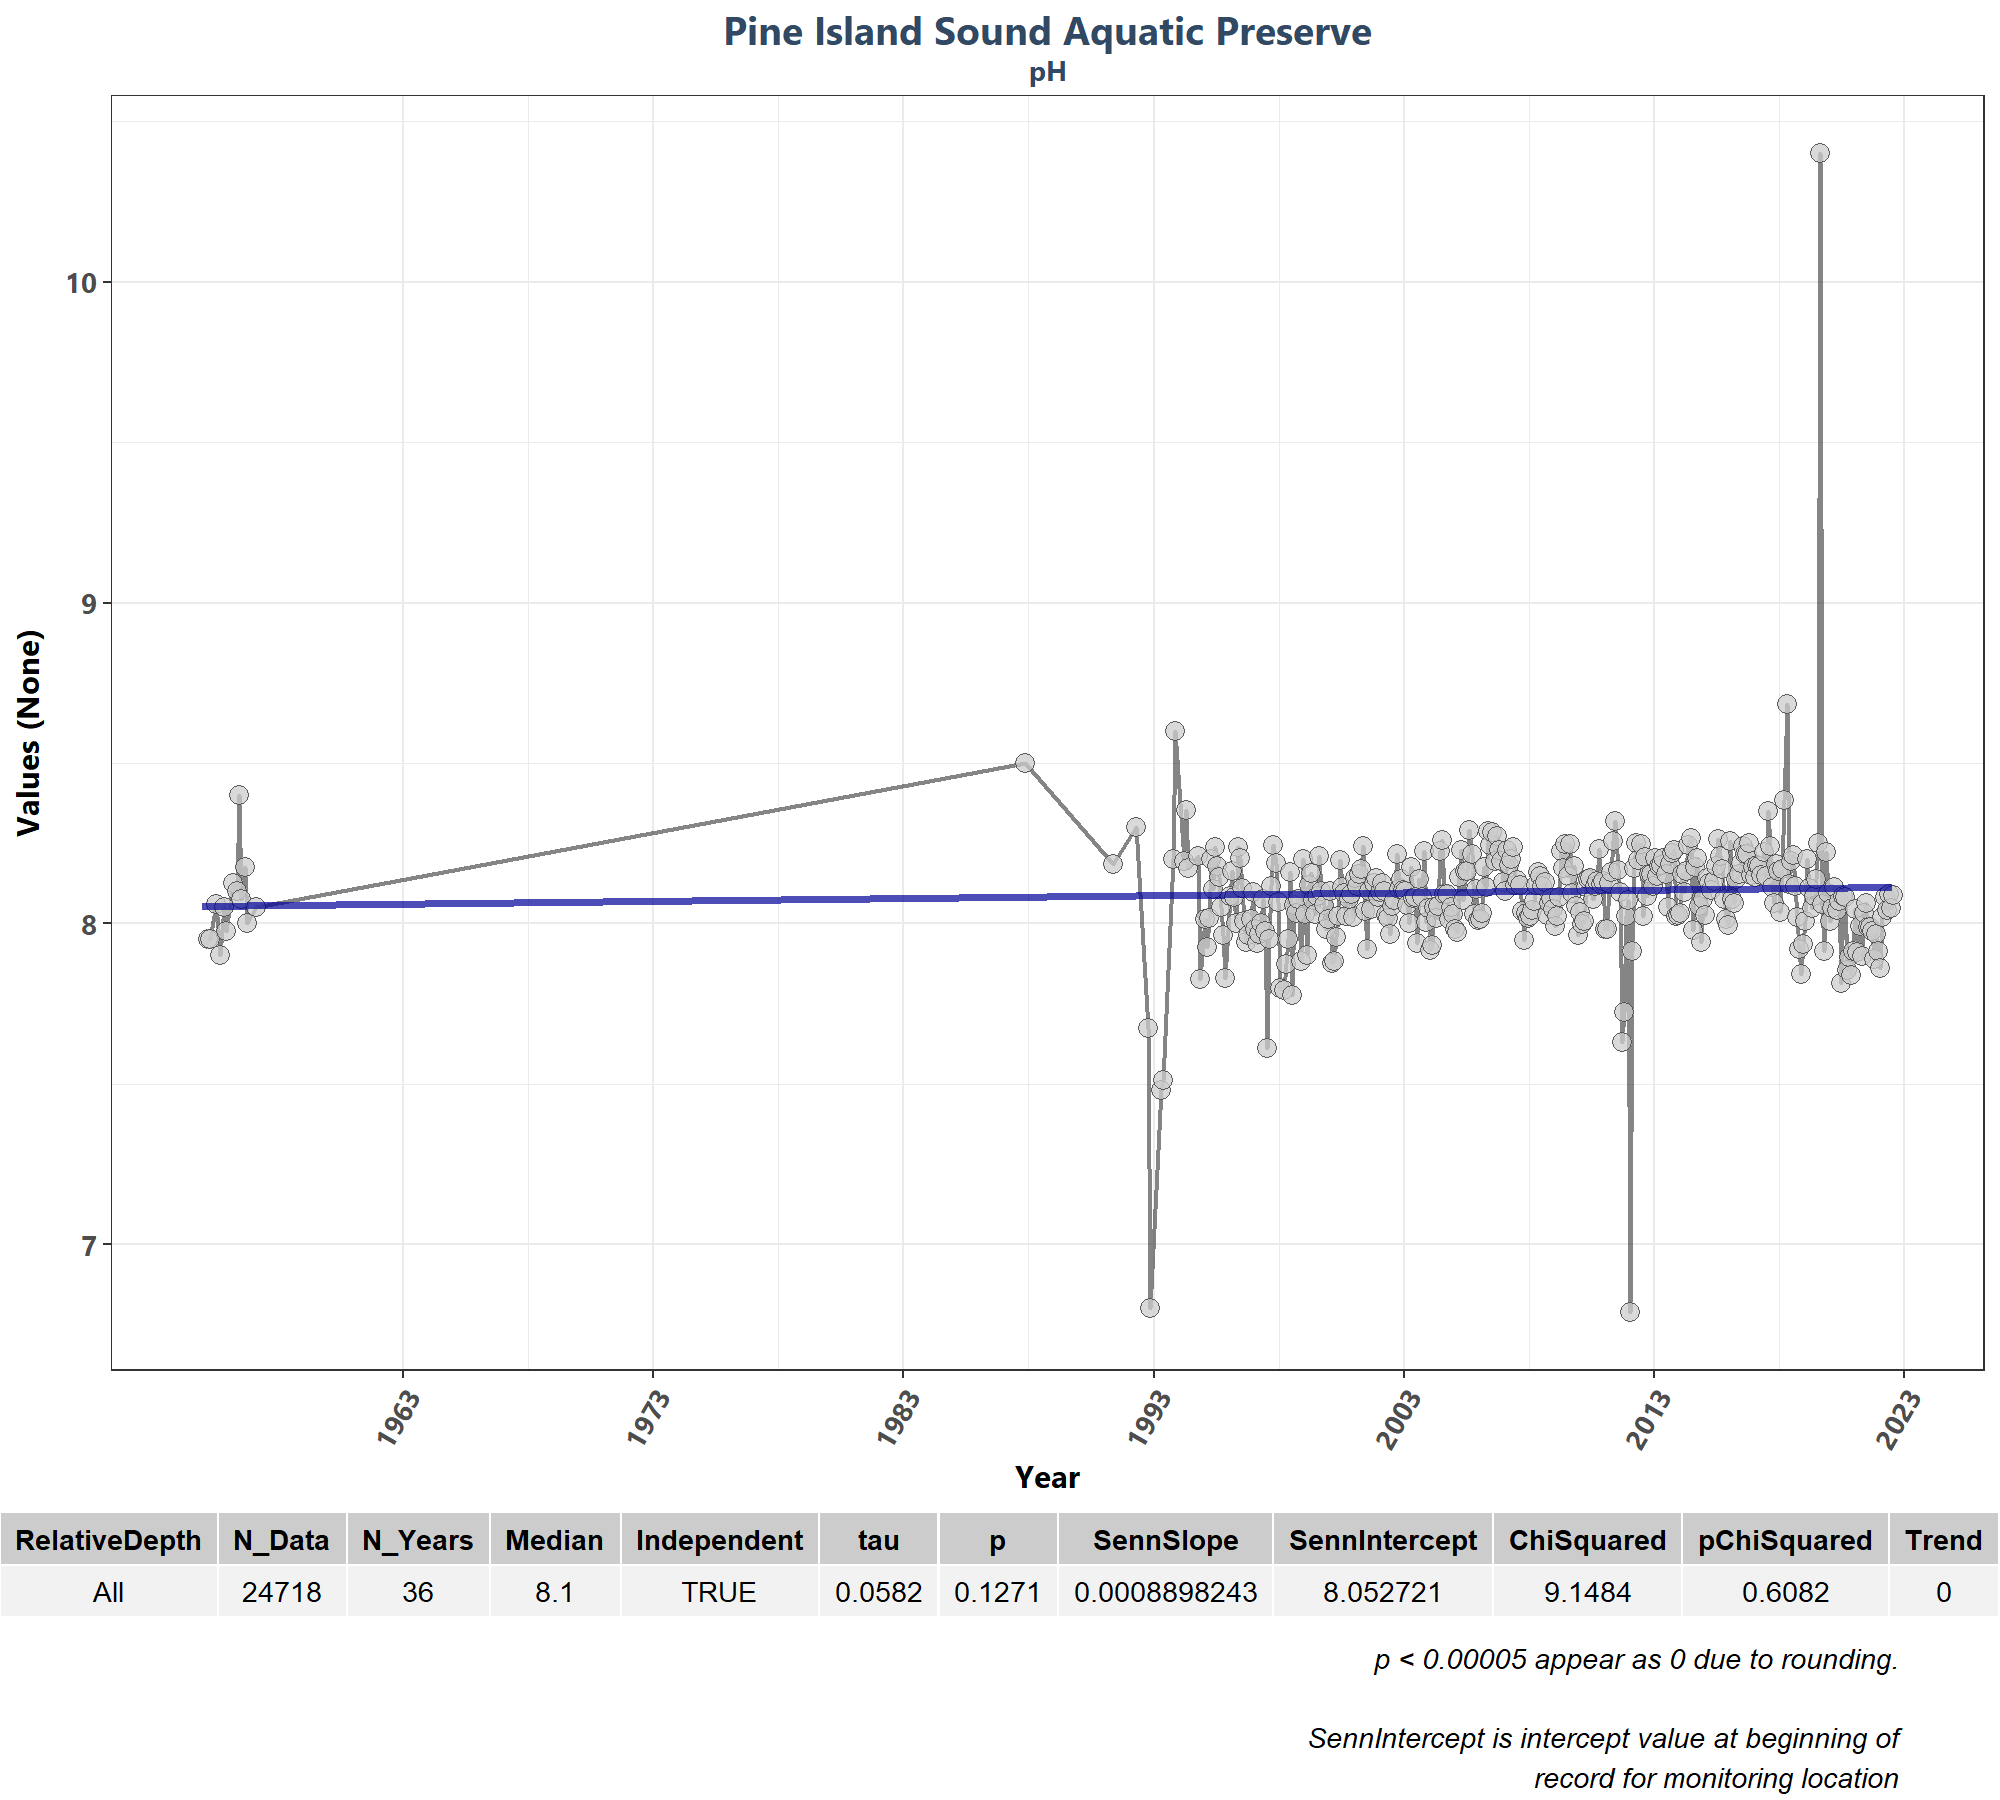 Pine Island Sound Aquatic Preserve
pH
Values (None)
10
9
8
7
1963
1973
1983
1993
2003
2013
2023
Year
RelativeDepth N_Data N_Years Median Independent tau p SennSlope SennIntercept ChiSquared pChiSquared Trend
All 24718 36 8.1 TRUE 0.0582 0.1271 0.0008898243 8.052721 9.1484 0.6082 0
p < 0.00005 appear as 0 due to rounding.
SennIntercept is intercept value at beginning of
record for monitoring location